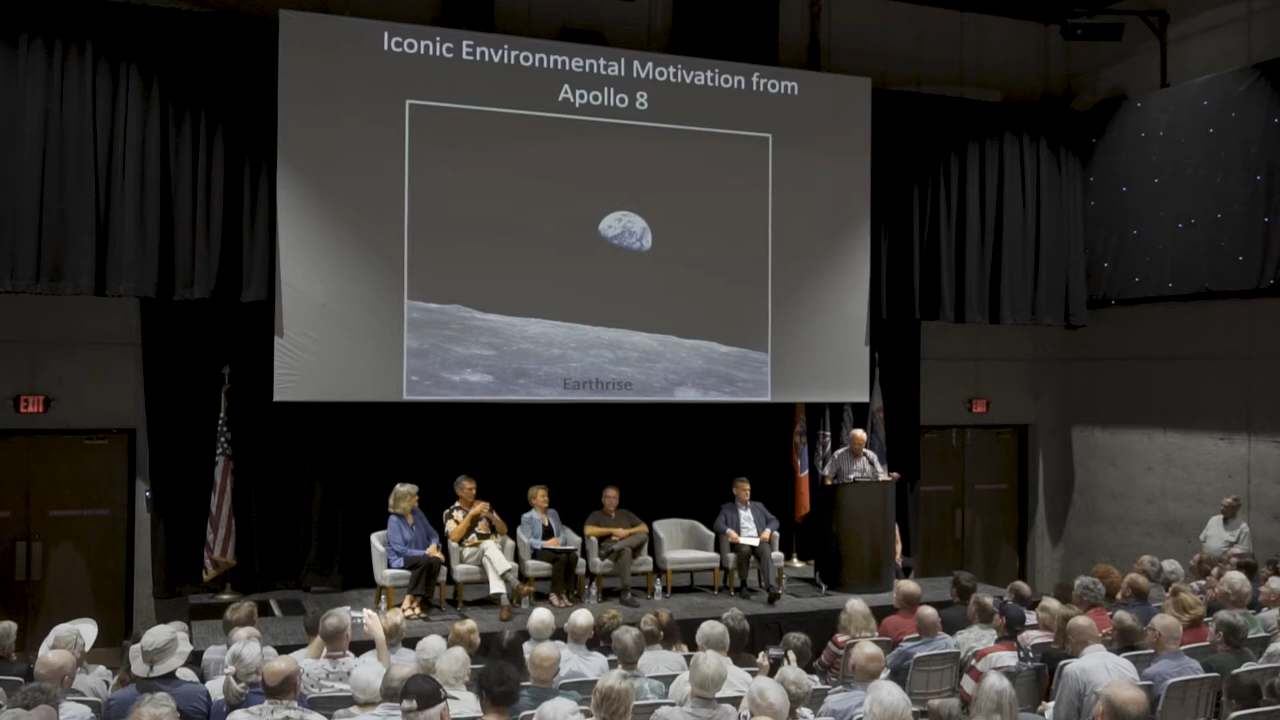 Iconic Environmental Motivation from
Apollo 8
Earthrise
EXIT
EXIT